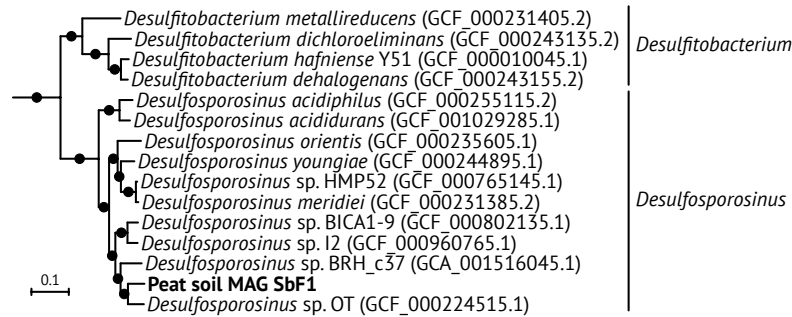 Desulfitobacterium metallireducens (GCF_000231405.2)
Desulfitobacterium dichloroeliminans (GCF_000243135.2)
Desulfitobacterium hafniense Y51 (GCF_000010045.1)
Desulfitobacterium dehalogenans (GCF_000243155.2)
Desulfitobacterium
Desulfosporosinus acidiphilus (GCF_000255115.2)
Desulfosporosinus acididurans (GCF_001029285.1)
Desulfosporosinus orientis (GCF_000235605.1)
Desulfosporosinus youngiae (GCF_000244895.1)
Desulfosporosinus sp. HMP52 (GCF_000765145.1)
Desulfosporosinus meridiei (GCF_000231385.2)
Desulfosporosinus sp. BICA1-9 (GCF_000802135.1)
Desulfosporosinus sp. I2 (GCF_000960765.1)
Desulfosporosinus sp. BRH_c37 (GCA_001516045.1)
Peat soil MAG SbF1
Desulfosporosinus sp. OT (GCF_000224515.1)
Desulfosporosinus
0.1